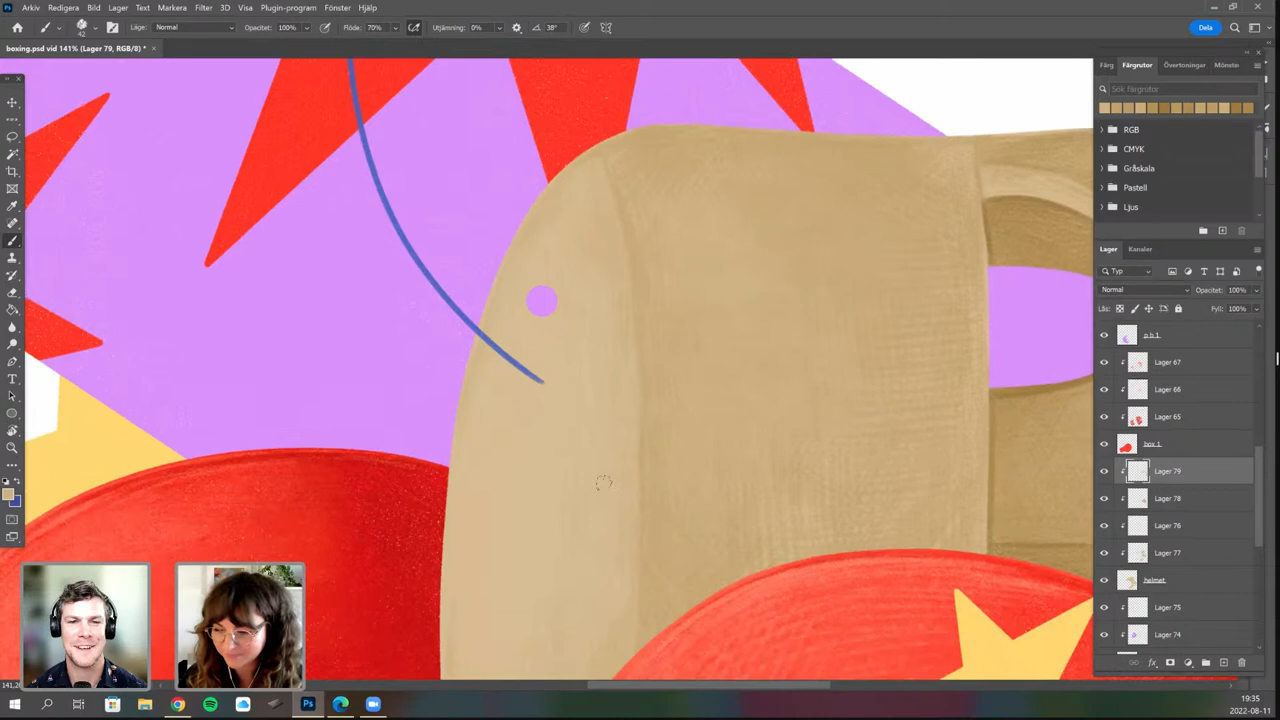 Arkiv Redigera Bild Lager Text Markera Filter 3D Visa Plugin-program Fönster Hjälp
42 Läge: Normal Opacitet: 100% Flöde: 70% Utjämning: 0% 38° Dela
boxing.psd vid 141% (Lager 79, RGB/8) *
Färg Färgrutor Övertoningar Mönste
Sök färgrutor
RGB
CMYK
Gråskala
Pastell
Ljus
Lager Kanaler
Typ
Normal Opacitet: 100%
Lås: Fyll: 100%
p b 1
Lager 67
Lager 66
Lager 65
box 1
Lager 79
Lager 78
Lager 76
Lager 77
helmet
Lager 75
Lager 74
19:35
2022-08-11